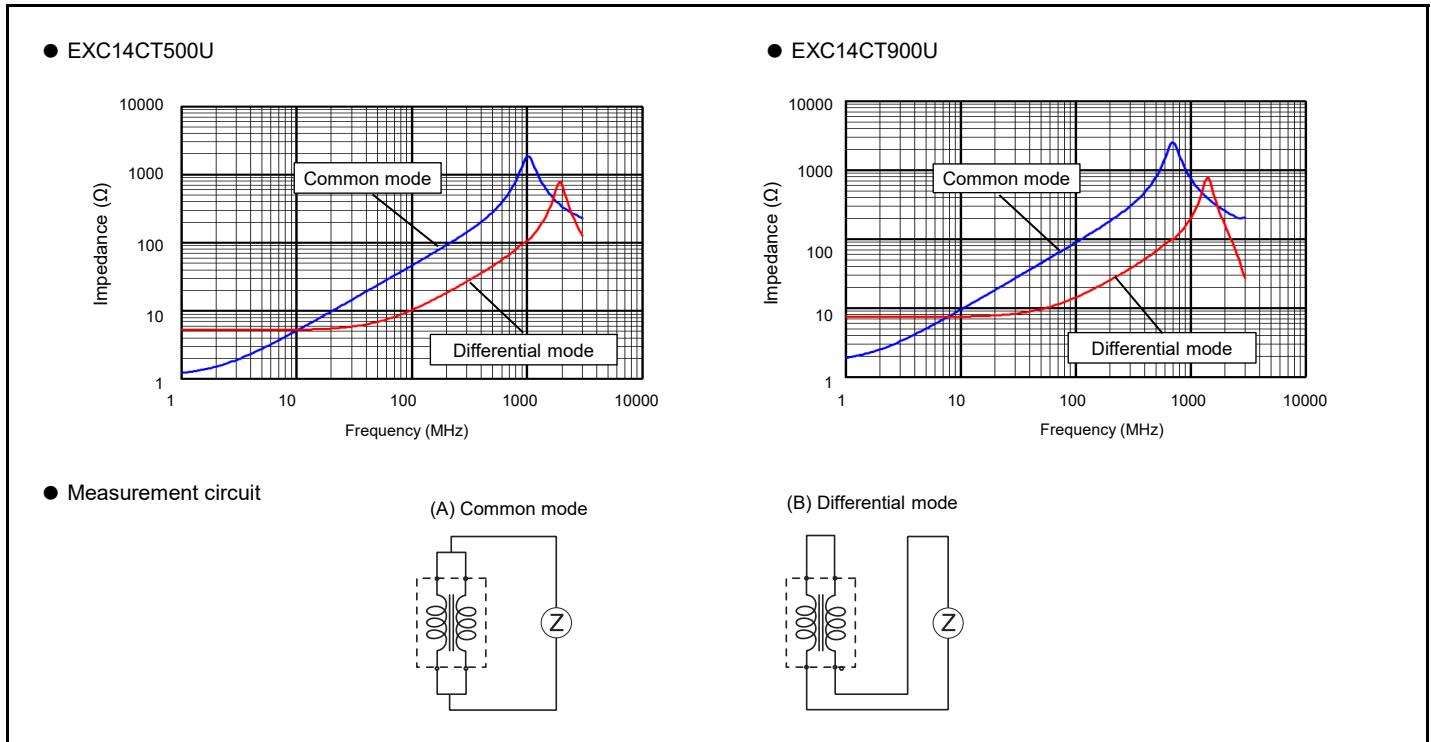 ● EXC14CT500U
10000
1000
100
10
1
Impedance (Ω)
Common mode
Differential mode
1 10 100 1000 10000
Frequency (MHz)
● EXC14CT900U
10000
1000
100
10
1
Impedance (Ω)
Common mode
Differential mode
1 10 100 1000 10000
Frequency (MHz)
● Measurement circuit
(A) Common mode
Z
(B) Differential mode
Z